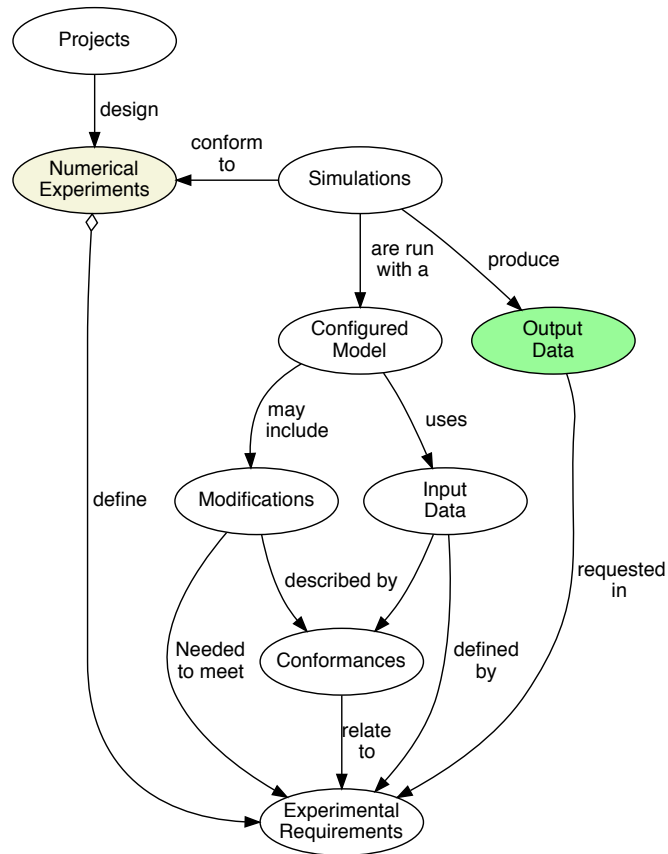 Projects
design
Numerical
Experiments
conform
to
Simulations
are run
with a
produce
Configured
Model
Output
Data
may
include
uses
Modifications
Input
Data
define
described by
requested
in
Needed
to meet
Conformances
defined
by
relate
to
Experimental
Requirements